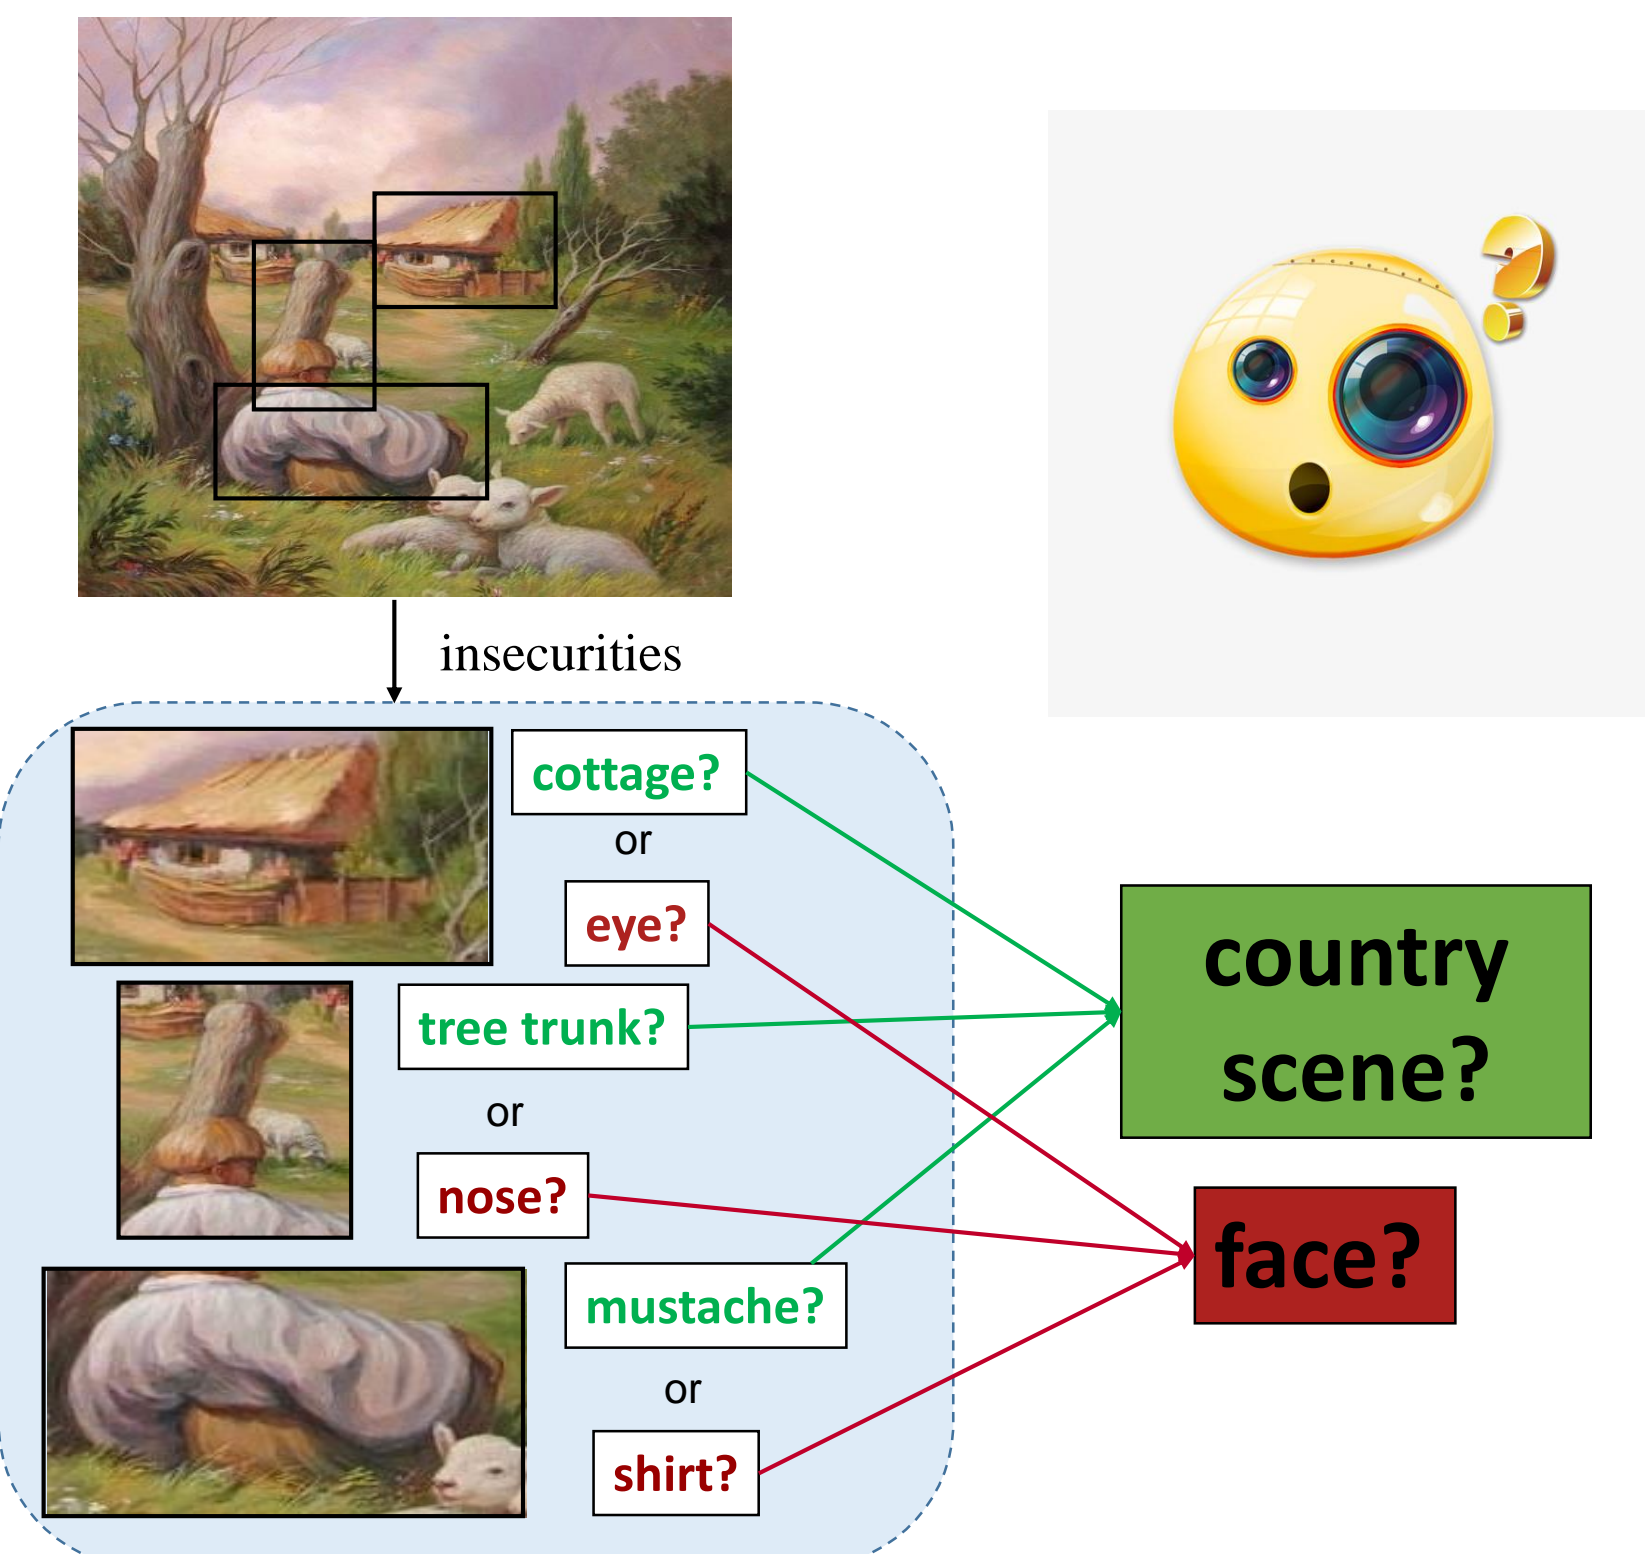 insecurities
cottage?
or
eye?
tree trunk?
or
nose?
mustache?
or
shirt?
country
scene?
face?